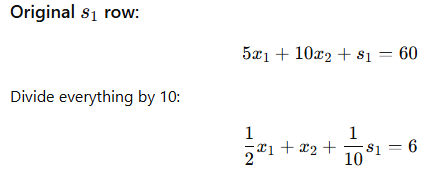 Original s₁ row:
5x₁ + 10x₂ + s₁ = 60
Divide everything by 10:
1/2 x₁ + x₂ + 1/10 s₁ = 6